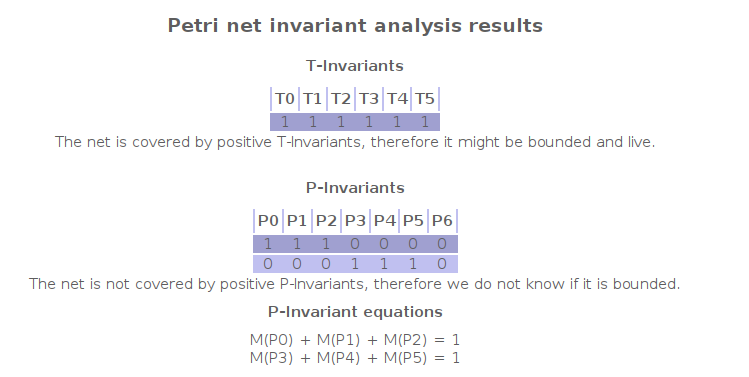 Petri net invariant analysis results
T-Invariants
T0 T1 T2 T3 T4 T5
1 1 1 1 1 1
The net is covered by positive T-Invariants, therefore it might be bounded and live.
P-Invariants
P0 P1 P2 P3 P4 P5 P6
1 1 1 0 0 0 0
0 0 0 1 1 1 0
The net is not covered by positive P-Invariants, therefore we do not know if it is bounded.
P-Invariant equations
M(P0) + M(P1) + M(P2) = 1
M(P3) + M(P4) + M(P5) = 1